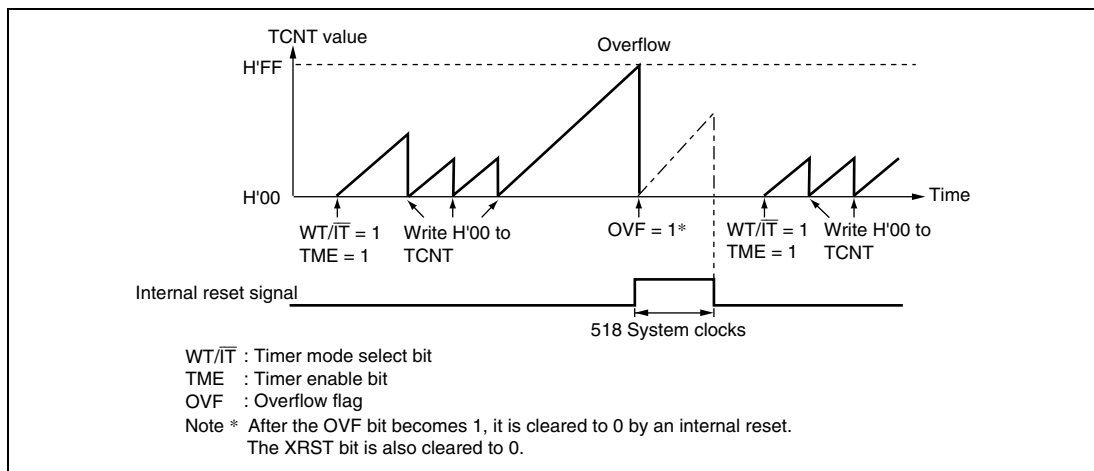 TCNT value
Overflow
H'FF
H'00
Time
WT/IT = 1
TME = 1
Write H'00 to
TCNT
OVF = 1*
WT/IT = 1
TME = 1
Write H'00 to
TCNT
Internal reset signal
518 System clocks
WT/IT : Timer mode select bit
TME : Timer enable bit
OVF : Overflow flag
Note * After the OVF bit becomes 1, it is cleared to 0 by an internal reset.
The XRST bit is also cleared to 0.